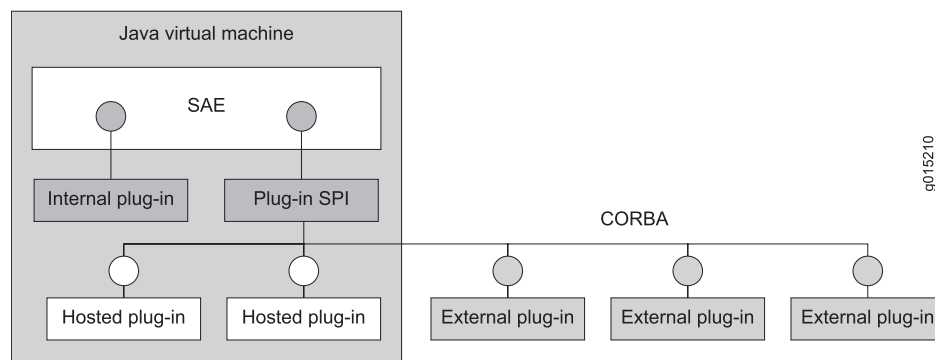 Java virtual machine
SAE
Internal plug-in
Plug-in SPI
CORBA
g015210
Hosted plug-in
Hosted plug-in
External plug-in
External plug-in
External plug-in